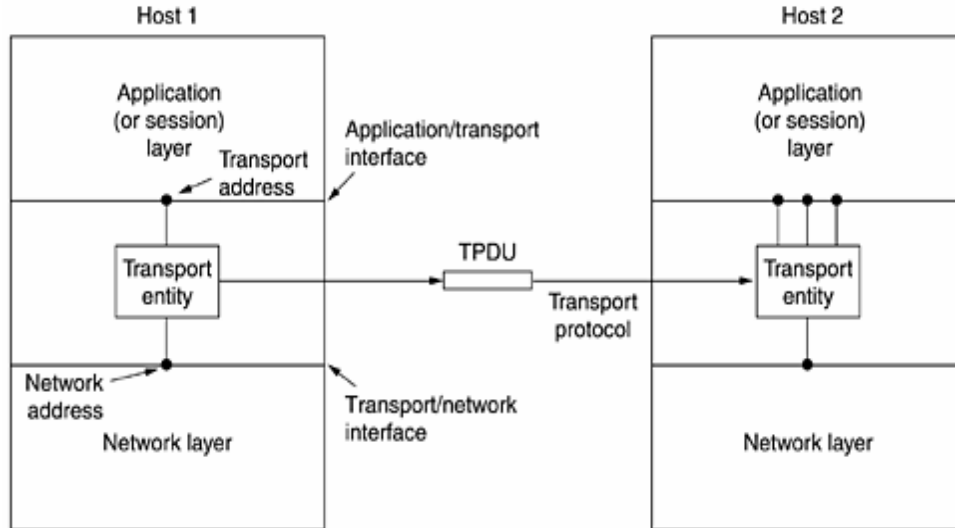 Host 1
Host 2
Application
(or session)
layer
Application/transport
interface
Application
(or session)
layer
Transport
address
TPDU
Transport
entity
Transport
protocol
Transport
entity
Network
address
Transport/network
interface
Network layer
Network layer